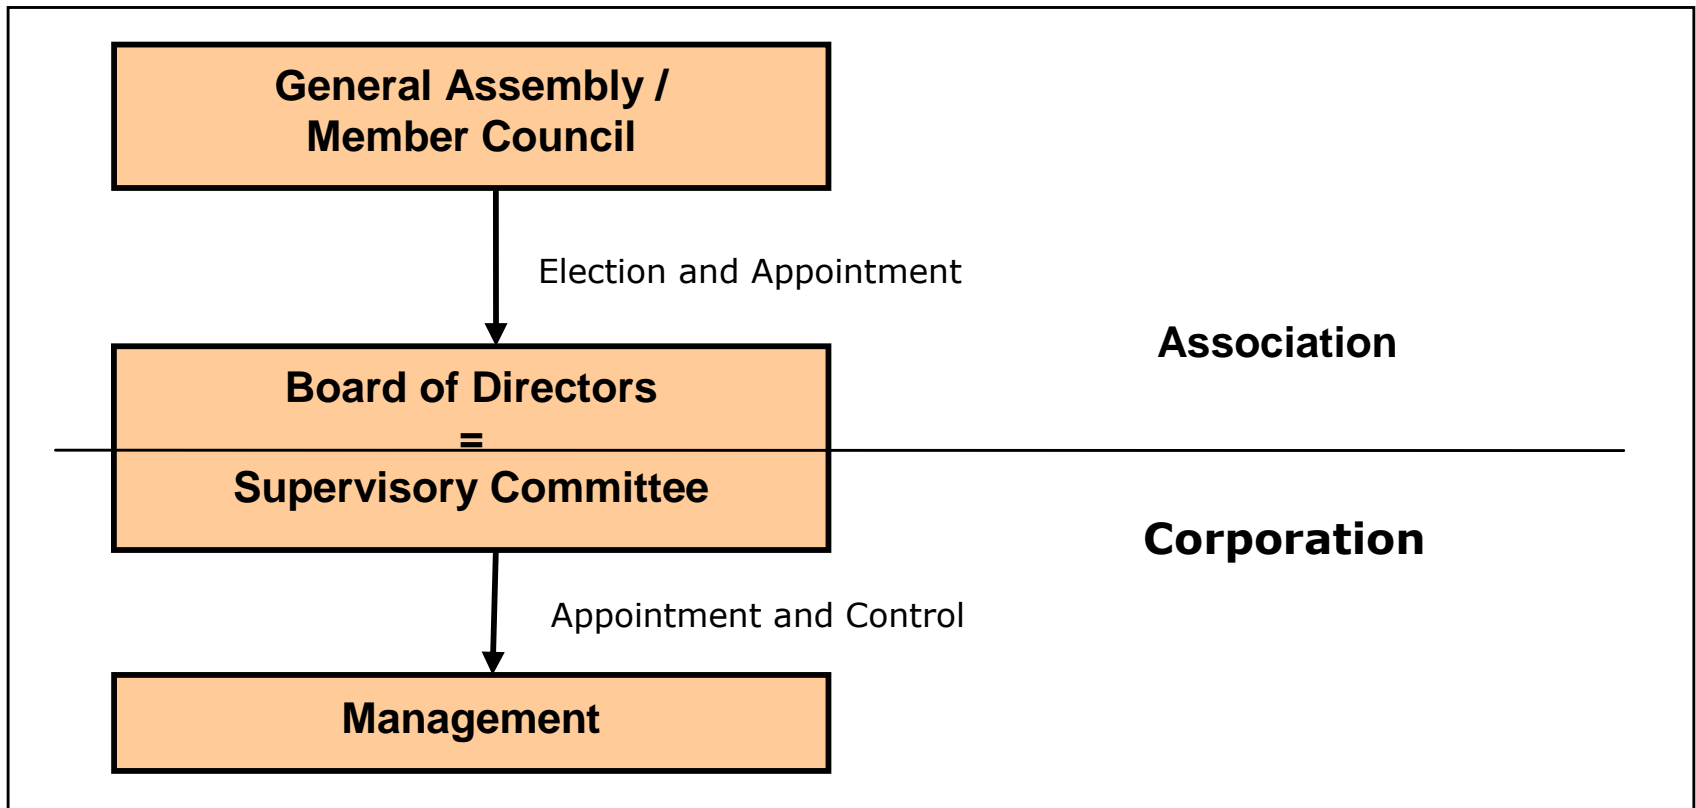 General Assembly /
Member Council
Election and Appointment
Association
Board of Directors
=
Supervisory Committee
Corporation
Appointment and Control
Management